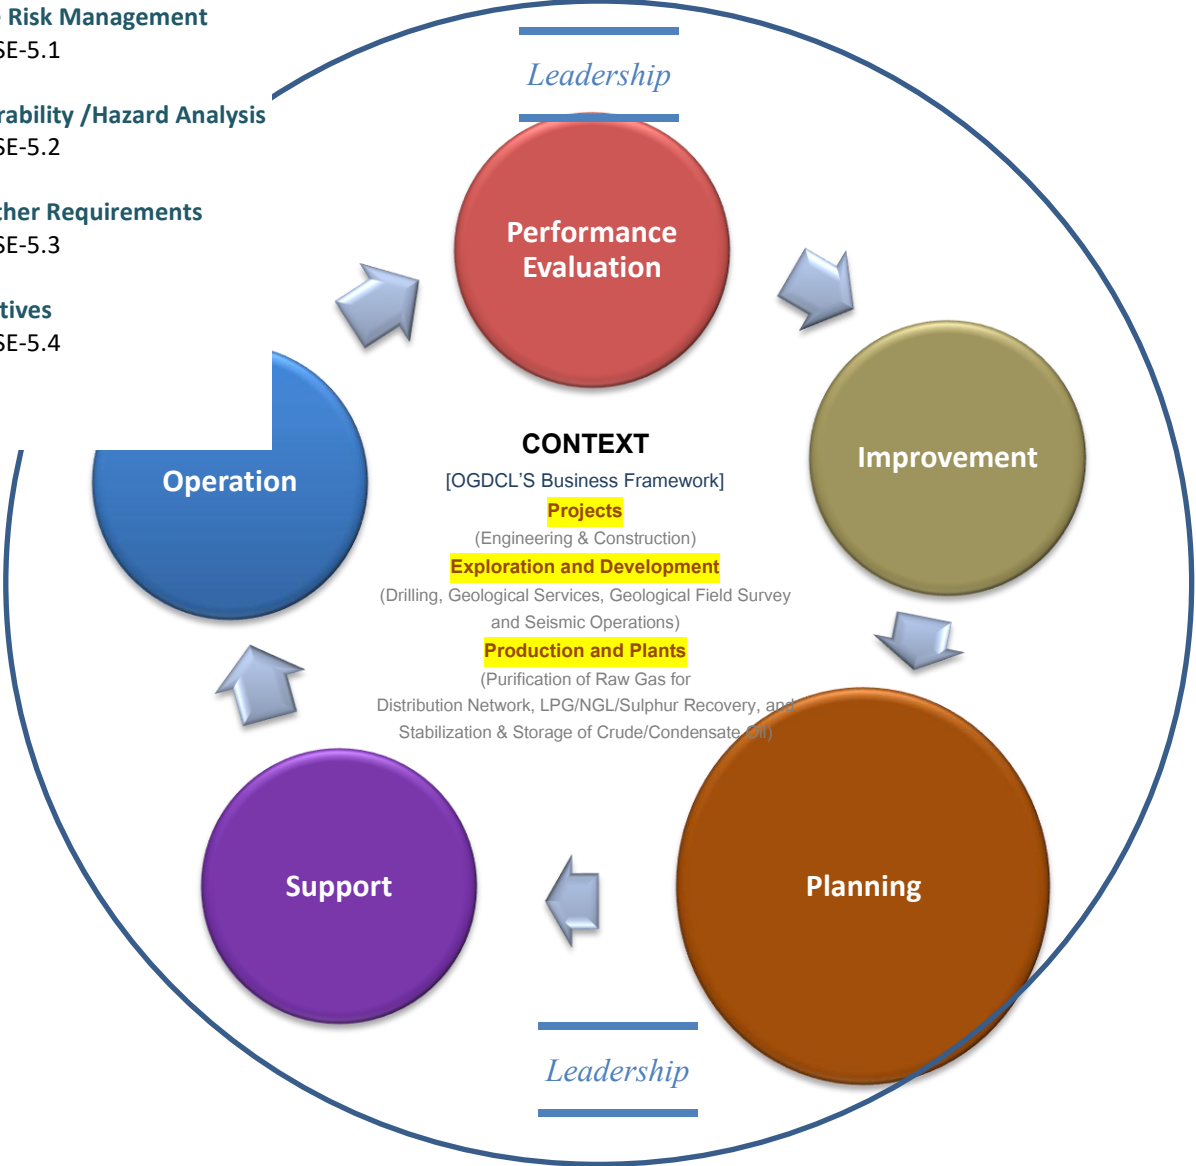 Risk Management
SE-5.1
rability /Hazard Analysis
SE-5.2
ther Requirements
SE-5.3
tives
SE-5.4
Leadership
Performance
Evaluation
Improvement
Operation
CONTEXT
[OGDCL'S Business Framework]
Projects
(Engineering & Construction)
Exploration and Development
(Drilling, Geological Services, Geological Field Survey
and Seismic Operations)
Production and Plants
(Purification of Raw Gas for
Distribution Network, LPG/NGL/Sulphur Recovery, and
Stabilization & Storage of Crude/Condensate Oil)
Support
Planning
Leadership